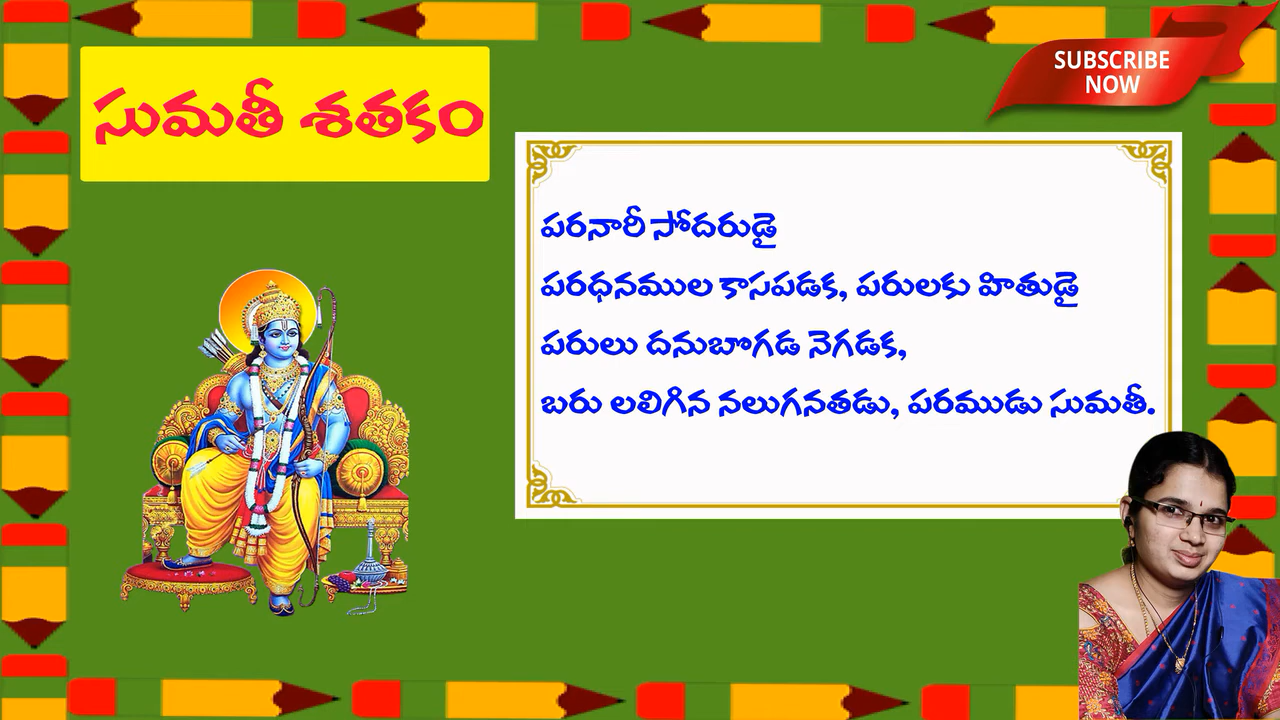 సుమతీ శతకం
SUBSCRIBE
NOW
పరనారీ సోదరుడై
పరధనముల కాసపడక, పరులకు హితుడై
పరులు దనుబొగడ నెగడక,
బరు లలిగిన నలుగనతడు, పరముడు సుమతీ.